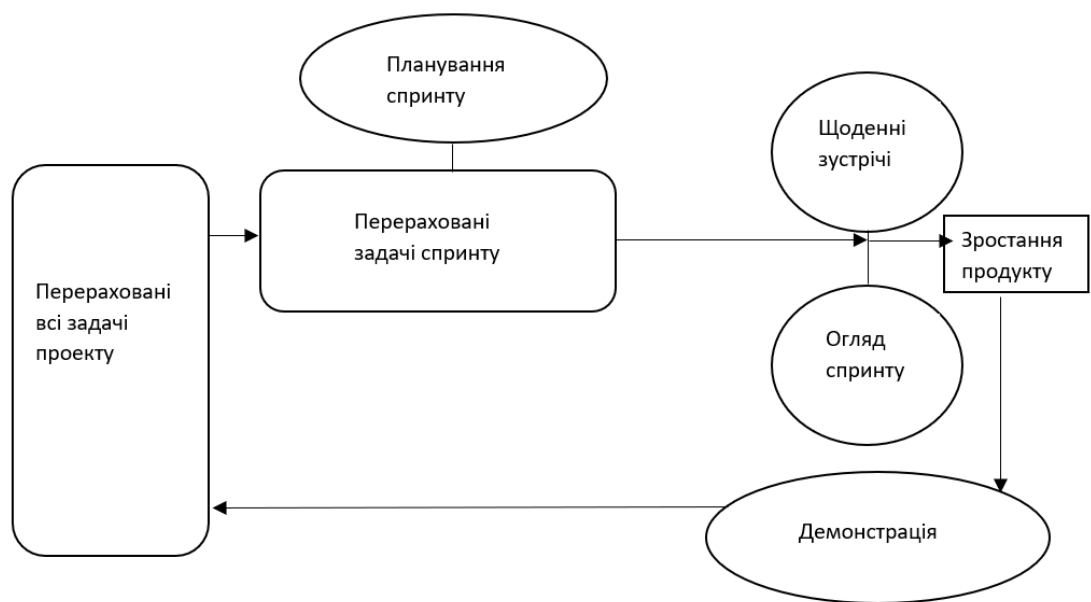 Планування
спринту
Щоденні
зустрічі
Перераховані
задачі спринту
Зростання
продукту
Перераховані
всі задачі
проекту
Огляд
спринту
Демонстрація